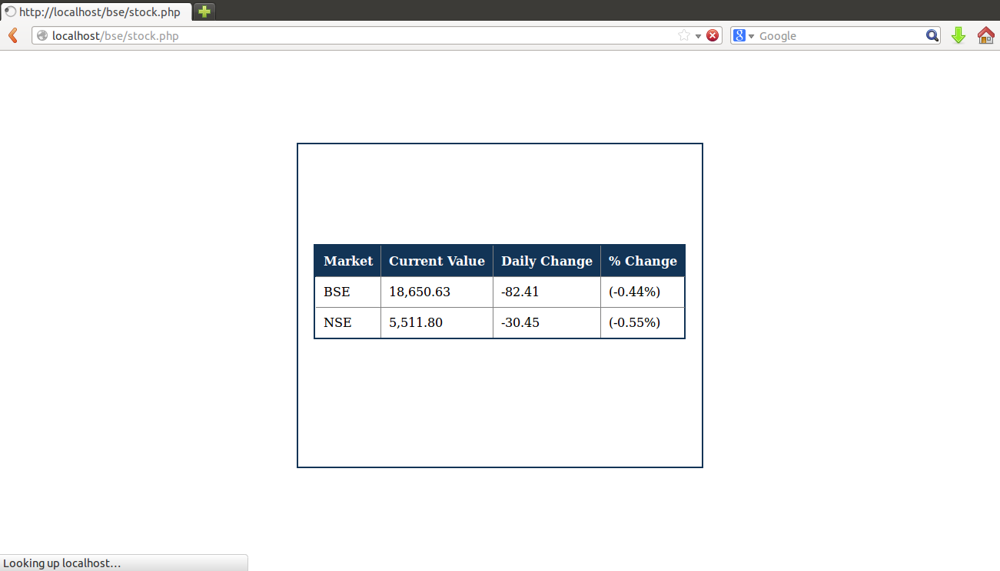 http://localhost/bse/stock.php
localhost/bse/stock.php
Google
Market Current Value Daily Change % Change
BSE 18,650.63 -82.41 (-0.44%)
NSE 5,511.80 -30.45 (-0.55%)
Looking up localhost...